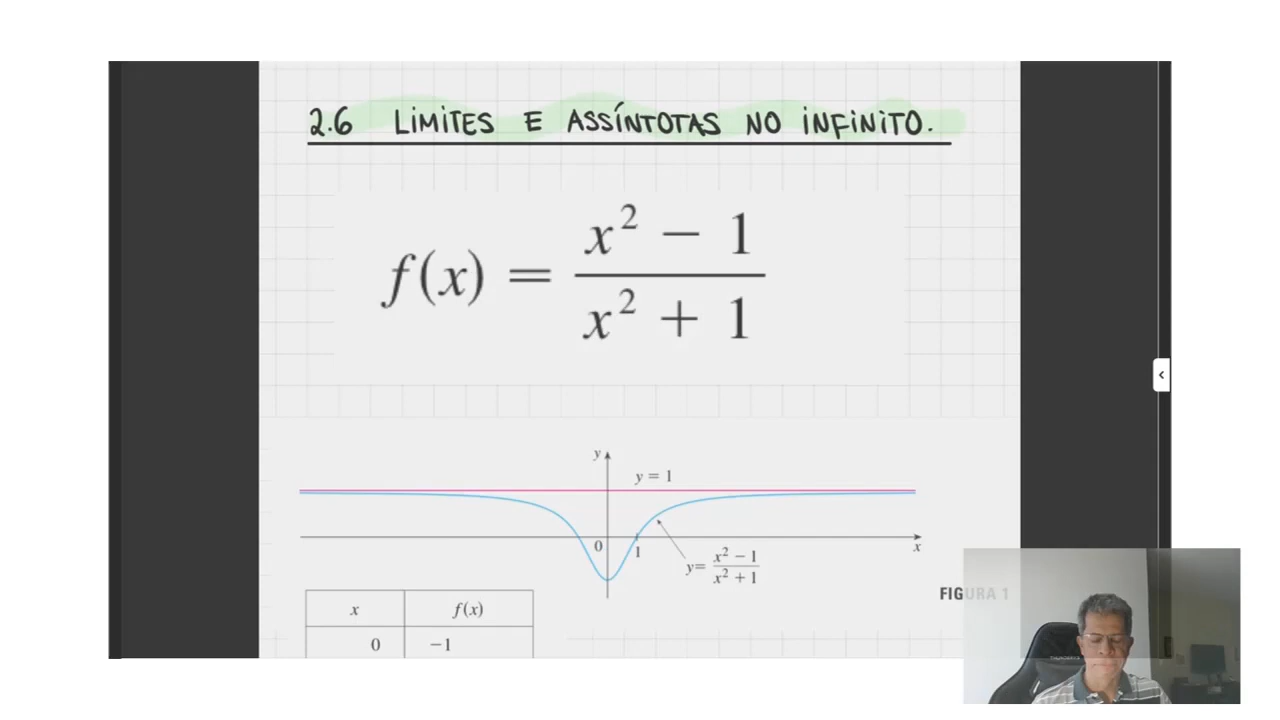 2.6 LIMITES E ASSÍNTOTAS NO INFINITO.
f(x) = x² − 1 / x² + 1
y
y = 1
0
1
x
y= x² − 1 / x² + 1
FIGURA 1
x f(x)
0 −1